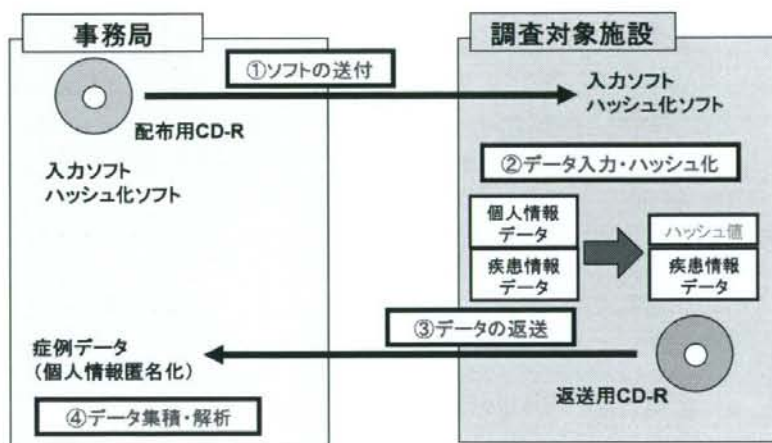 事務局
調査対象施設
①ソフトの送付
配布用CD-R
入力ソフト
ハッシュ化ソフト
入力ソフト
ハッシュ化ソフト
②データ入力・ハッシュ化
個人情報
データ
疾患情報
データ
ハッシュ値
疾患情報
データ
③データの返送
返送用CD-R
症例データ
(個人情報匿名化)
④データ集積・解析